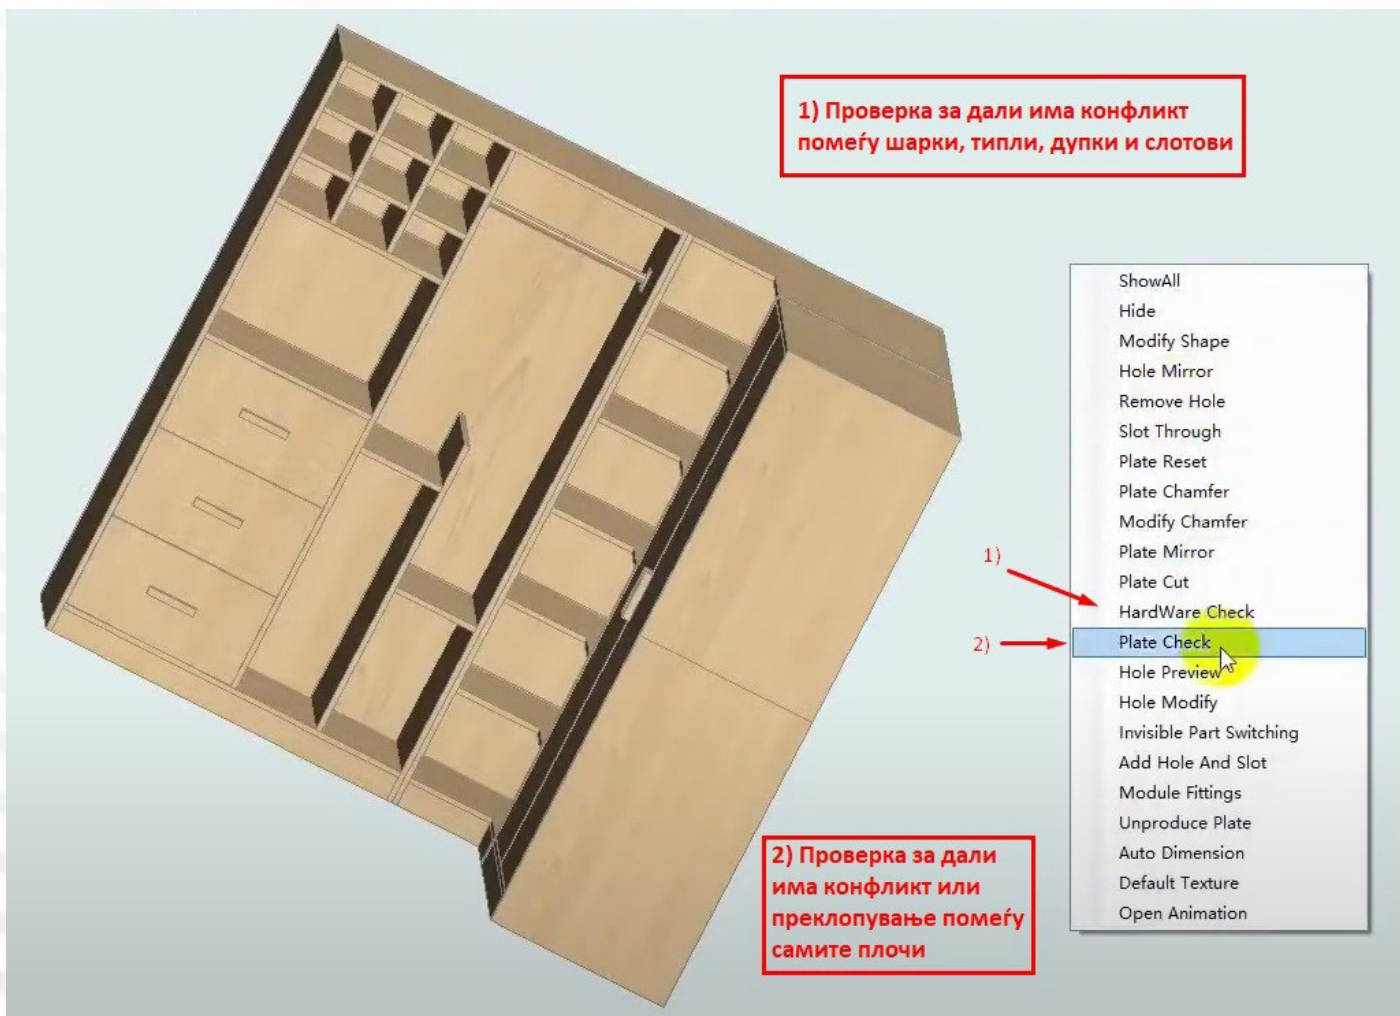 1) Проверка за дали има конфликт
помеѓу шарки, типли, дупки и слотови
ShowAll
Hide
Modify Shape
Hole Mirror
Remove Hole
Slot Through
Plate Reset
Plate Chamfer
Modify Chamfer
Plate Mirror
Plate Cut
1)
HardWare Check
2)
Plate Check
Hole Preview
Hole Modify
Invisible Part Switching
Add Hole And Slot
Module Fittings
Unproduce Plate
Auto Dimension
Default Texture
Open Animation
2) Проверка за дали
има конфликт или
преклопување помеѓу
самите плочи